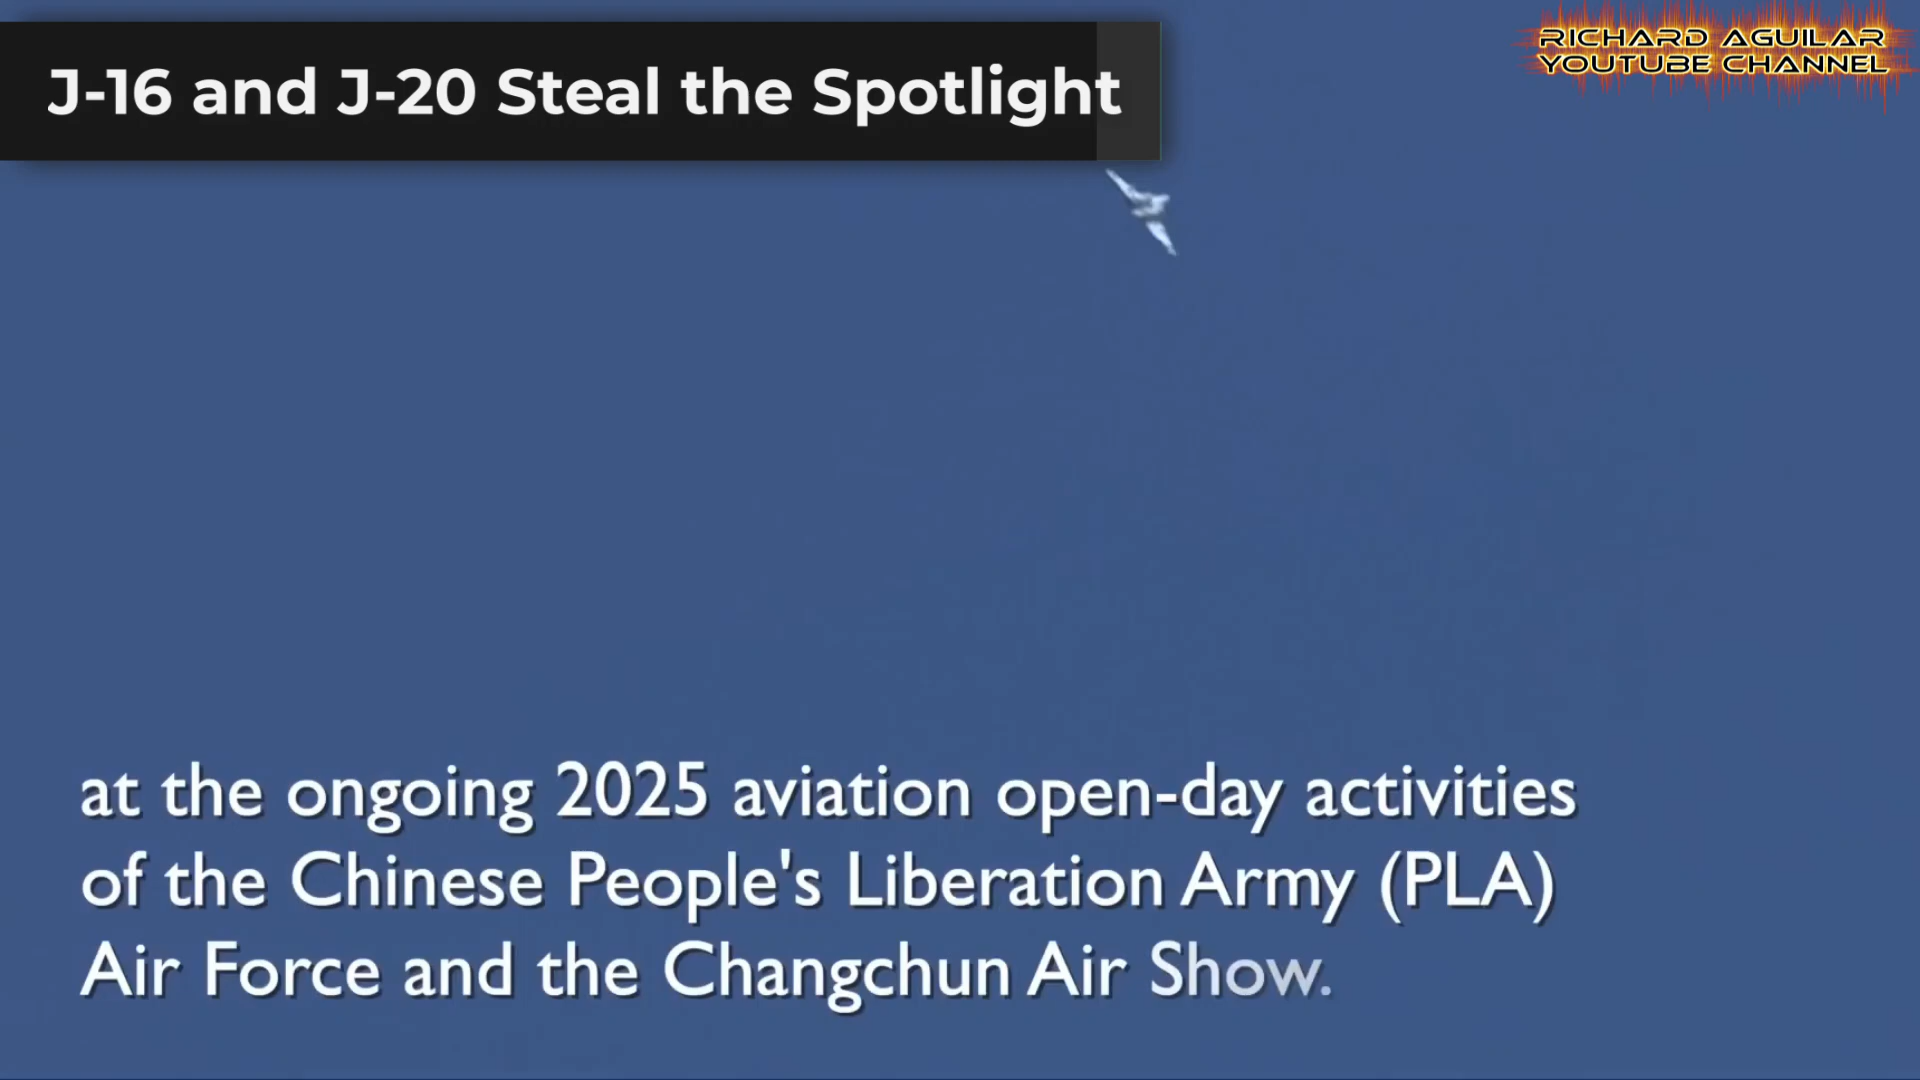 J-16 and J-20 Steal the Spotlight
RICHARD AGUILAR
YOUTUBE CHANNEL
at the ongoing 2025 aviation open-day activities
of the Chinese People's Liberation Army (PLA)
Air Force and the Changchun Air Show.